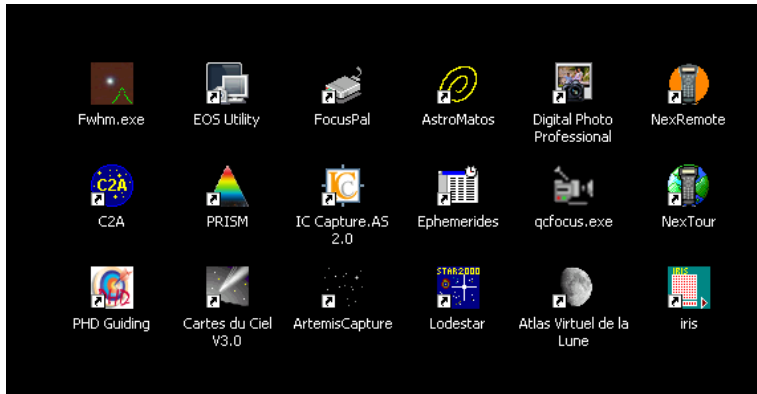 Fwhm.exe
EOS Utility
FocusPal
AstroMatos
Digital Photo
Professional
NexRemote
C2A
C2A
PRISM
IC
IC Capture.AS
2.0
Ephemerides
qcfocus.exe
NexTour
PHD
PHD Guiding
Cartes du Ciel
V3.0
ArtemisCapture
STAR2000
Lodestar
Atlas Virtuel de la
Lune
IRIS
iris